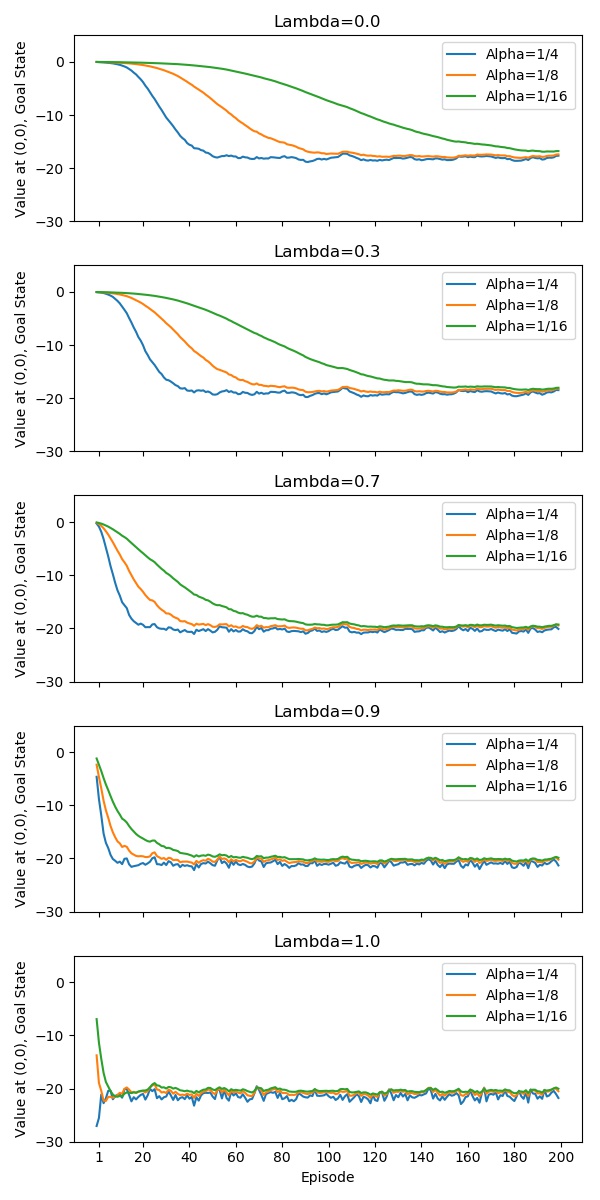 Lambda=0.0
Value at (0,0), Goal State
0
−10
−20
−30
Alpha=1/4
Alpha=1/8
Alpha=1/16
Lambda=0.3
Value at (0,0), Goal State
0
−10
−20
−30
Alpha=1/4
Alpha=1/8
Alpha=1/16
Lambda=0.7
Value at (0,0), Goal State
0
−10
−20
−30
Alpha=1/4
Alpha=1/8
Alpha=1/16
Lambda=0.9
Value at (0,0), Goal State
0
−10
−20
−30
Alpha=1/4
Alpha=1/8
Alpha=1/16
Lambda=1.0
Value at (0,0), Goal State
0
−10
−20
−30
Alpha=1/4
Alpha=1/8
Alpha=1/16
1 20 40 60 80 100 120 140 160 180 200
Episode